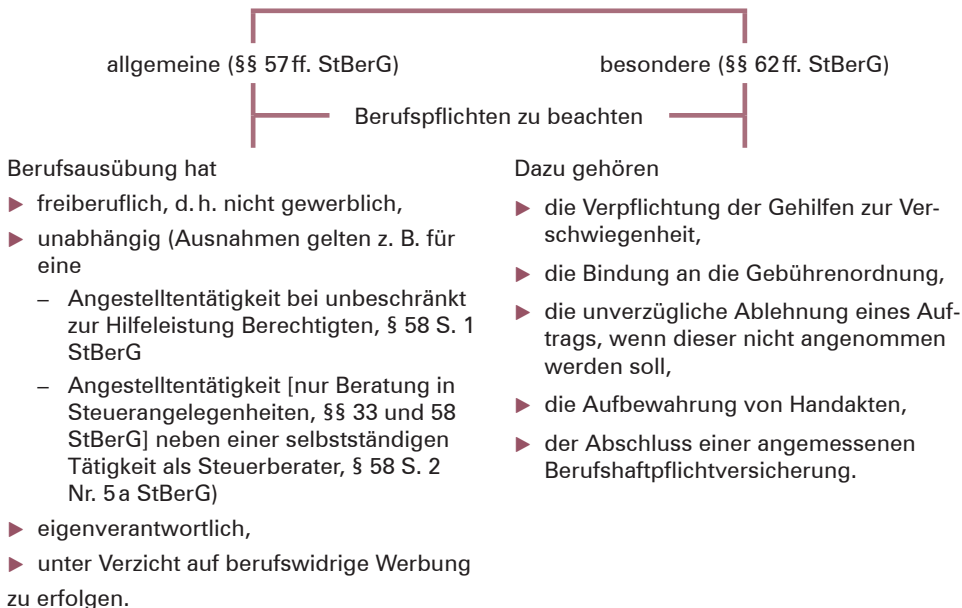 allgemeine (§§ 57 ff. StBerG)
besondere (§§ 62 ff. StBerG)
Berufspflichten zu beachten
Berufsausübung hat
▶ freiberuflich, d. h. nicht gewerblich,
▶ unabhängig (Ausnahmen gelten z. B. für
eine
– Angestelltentätigkeit bei unbeschränkt
zur Hilfeleistung Berechtigten, § 58 S. 1
StBerG
– Angestelltentätigkeit [nur Beratung in
Steuerangelegenheiten, §§ 33 und 58
StBerG] neben einer selbstständigen
Tätigkeit als Steuerberater, § 58 S. 2
Nr. 5 a StBerG)
▶ eigenverantwortlich,
▶ unter Verzicht auf berufswidrige Werbung
zu erfolgen.
Dazu gehören
▶ die Verpflichtung der Gehilfen zur Ver-
schwiegenheit,
▶ die Bindung an die Gebührenordnung,
▶ die unverzügliche Ablehnung eines Auf-
trags, wenn dieser nicht angenommen
werden soll,
▶ die Aufbewahrung von Handakten,
▶ der Abschluss einer angemessenen
Berufshaftpflichtversicherung.